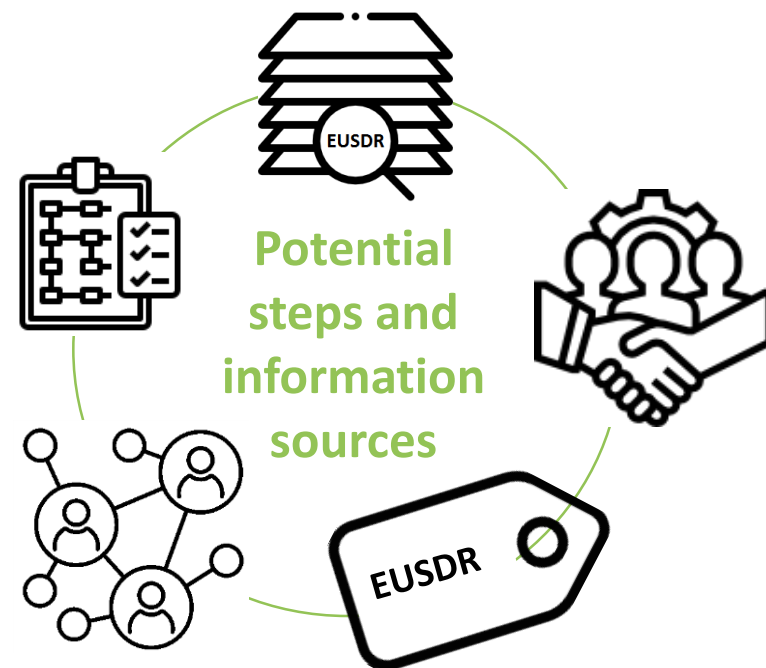 EUSDR
Potential
steps and
information
sources
EUSDR